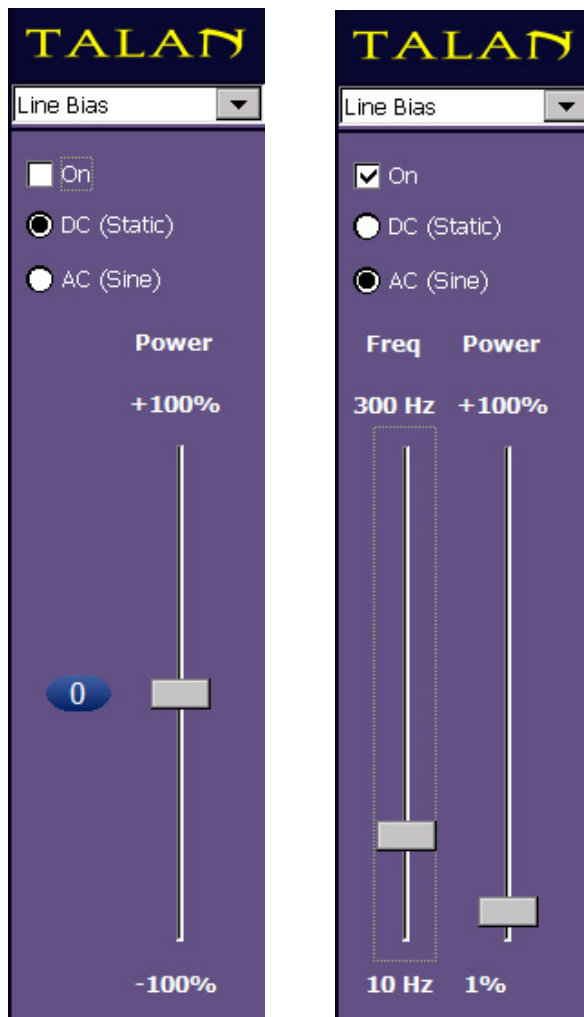 TALAN
Line Bias
On
DC (Static)
AC (Sine)
Power
+100%
0
-100%
TALAN
Line Bias
On
DC (Static)
AC (Sine)
Freq Power
300 Hz +100%
10 Hz 1%